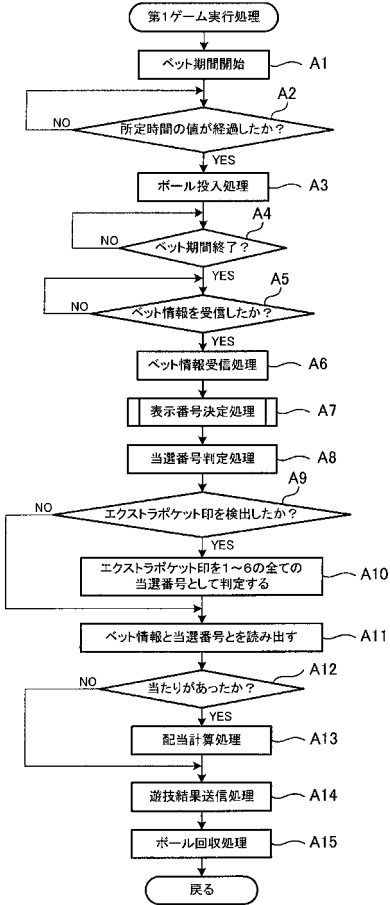 第1ゲーム実行処理
ベット期間開始
A1
A2
所定時間の値が経過したか？
NO
YES
ボール投入処理
A3
A4
ベット期間終了？
NO
YES
A5
ベット情報を受信したか？
NO
YES
ベット情報受信処理
A6
表示番号決定処理
A7
当選番号判定処理
A8
A9
エクストラポケット印を検出したか？
NO
YES
エクストラポケット印を1～6の全ての
当選番号として判定する
A10
ベット情報と当選番号とを読み出す
A11
A12
当たりがあったか？
NO
YES
配当計算処理
A13
遊技結果送信処理
A14
ボール回収処理
A15
戻る